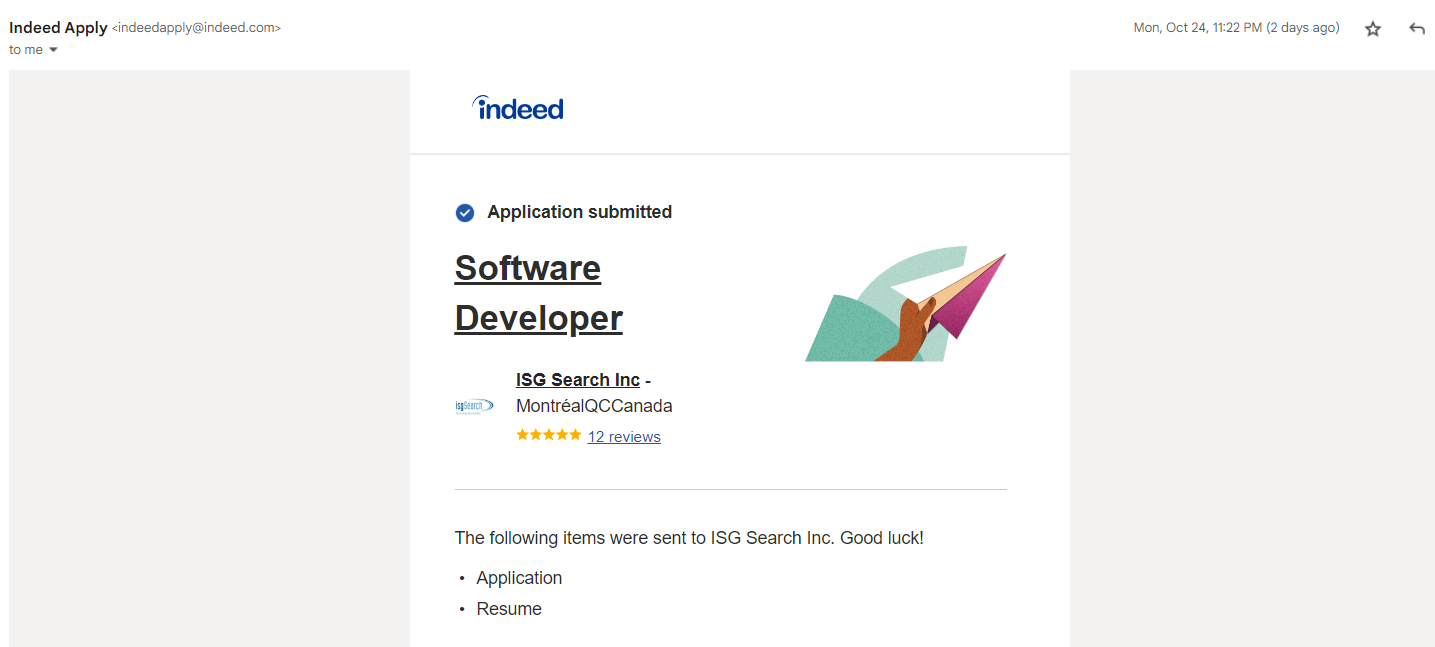 Indeed Apply <indeedapply@indeed.com>
Mon, Oct 24, 11:22 PM (2 days ago)
to me
indeed
Application submitted
Software
Developer
ISG Search Inc -
isgSearch
MontréalQCCanada
12 reviews
The following items were sent to ISG Search Inc. Good luck!
• Application
• Resume